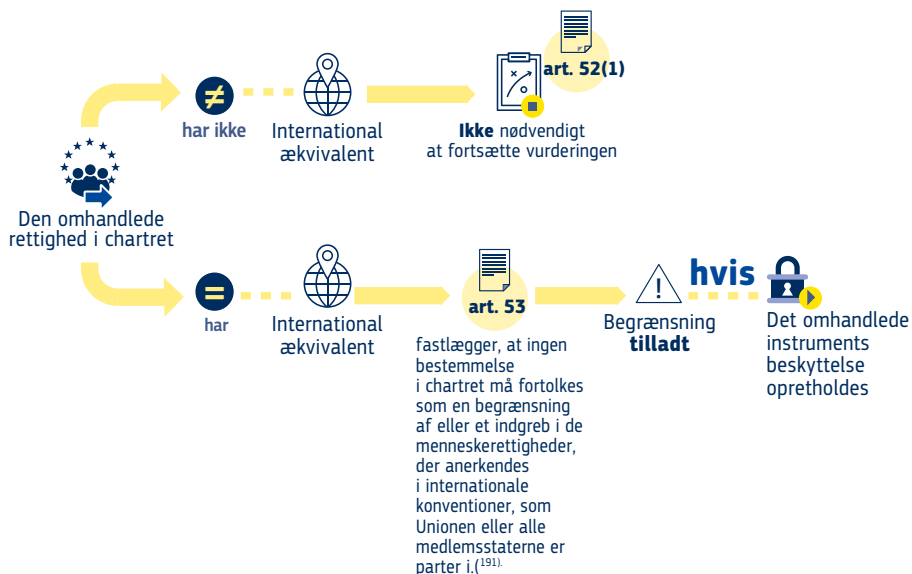 art. 52(1)
≠
har ikke
International
ækvivalent
Ikke nødvendigt
at fortsætte vurderingen
Den omhandlede
rettighed i chartret
=
har
International
ækvivalent
art. 53
fastlægger, at ingen
bestemmelse
i chartret må fortolkes
som en begrænsning
af eller et indgreb i de
menneskerettigheder,
der anerkendes
i internationale
konventioner, som
Unionen eller alle
medlemsstaterne er
parter i.(191).
Begrænsning
tilladt
hvis
Det omhandlede
instruments
beskyttelse
opretholdes